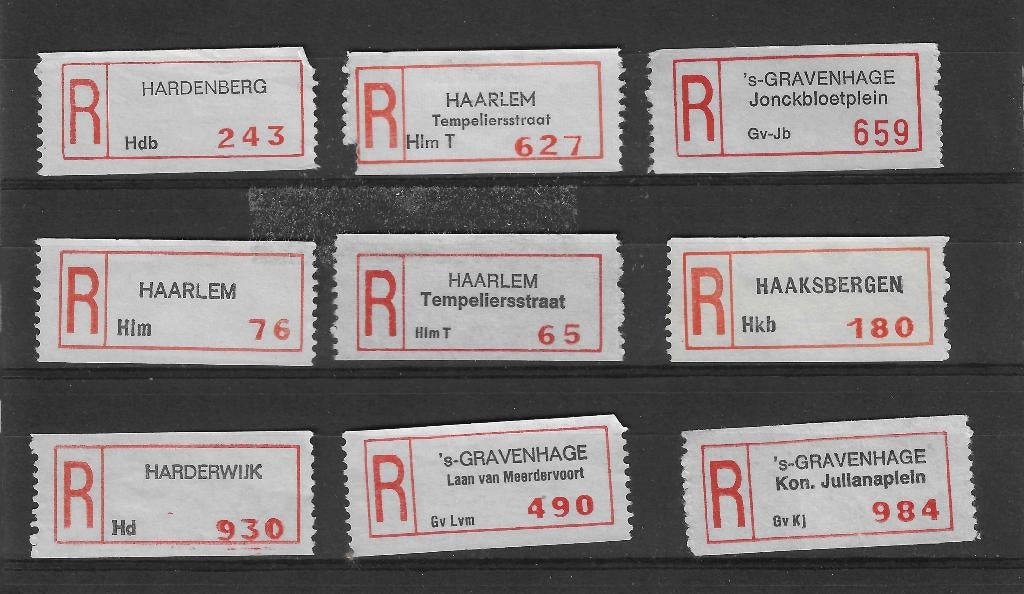 R
HARDENBERG
Hdb 243
R
HAARLEM
Tempeliersstraat
Hlm T 627
R
's-GRAVENHAGE
Jonckbloetplein
Gv-Jb 659
R
HAARLEM
Hlm 76
R
HAARLEM
Tempeliersstraat
Hlm T 65
R
HAAKSBERGEN
Hkb 180
R
HARDERWIJK
Hd 930
R
's-GRAVENHAGE
Laan van Meerdervoort
Gv Lvm 490
R
's-GRAVENHAGE
Kon. Julianaplein
Gv Kj 984